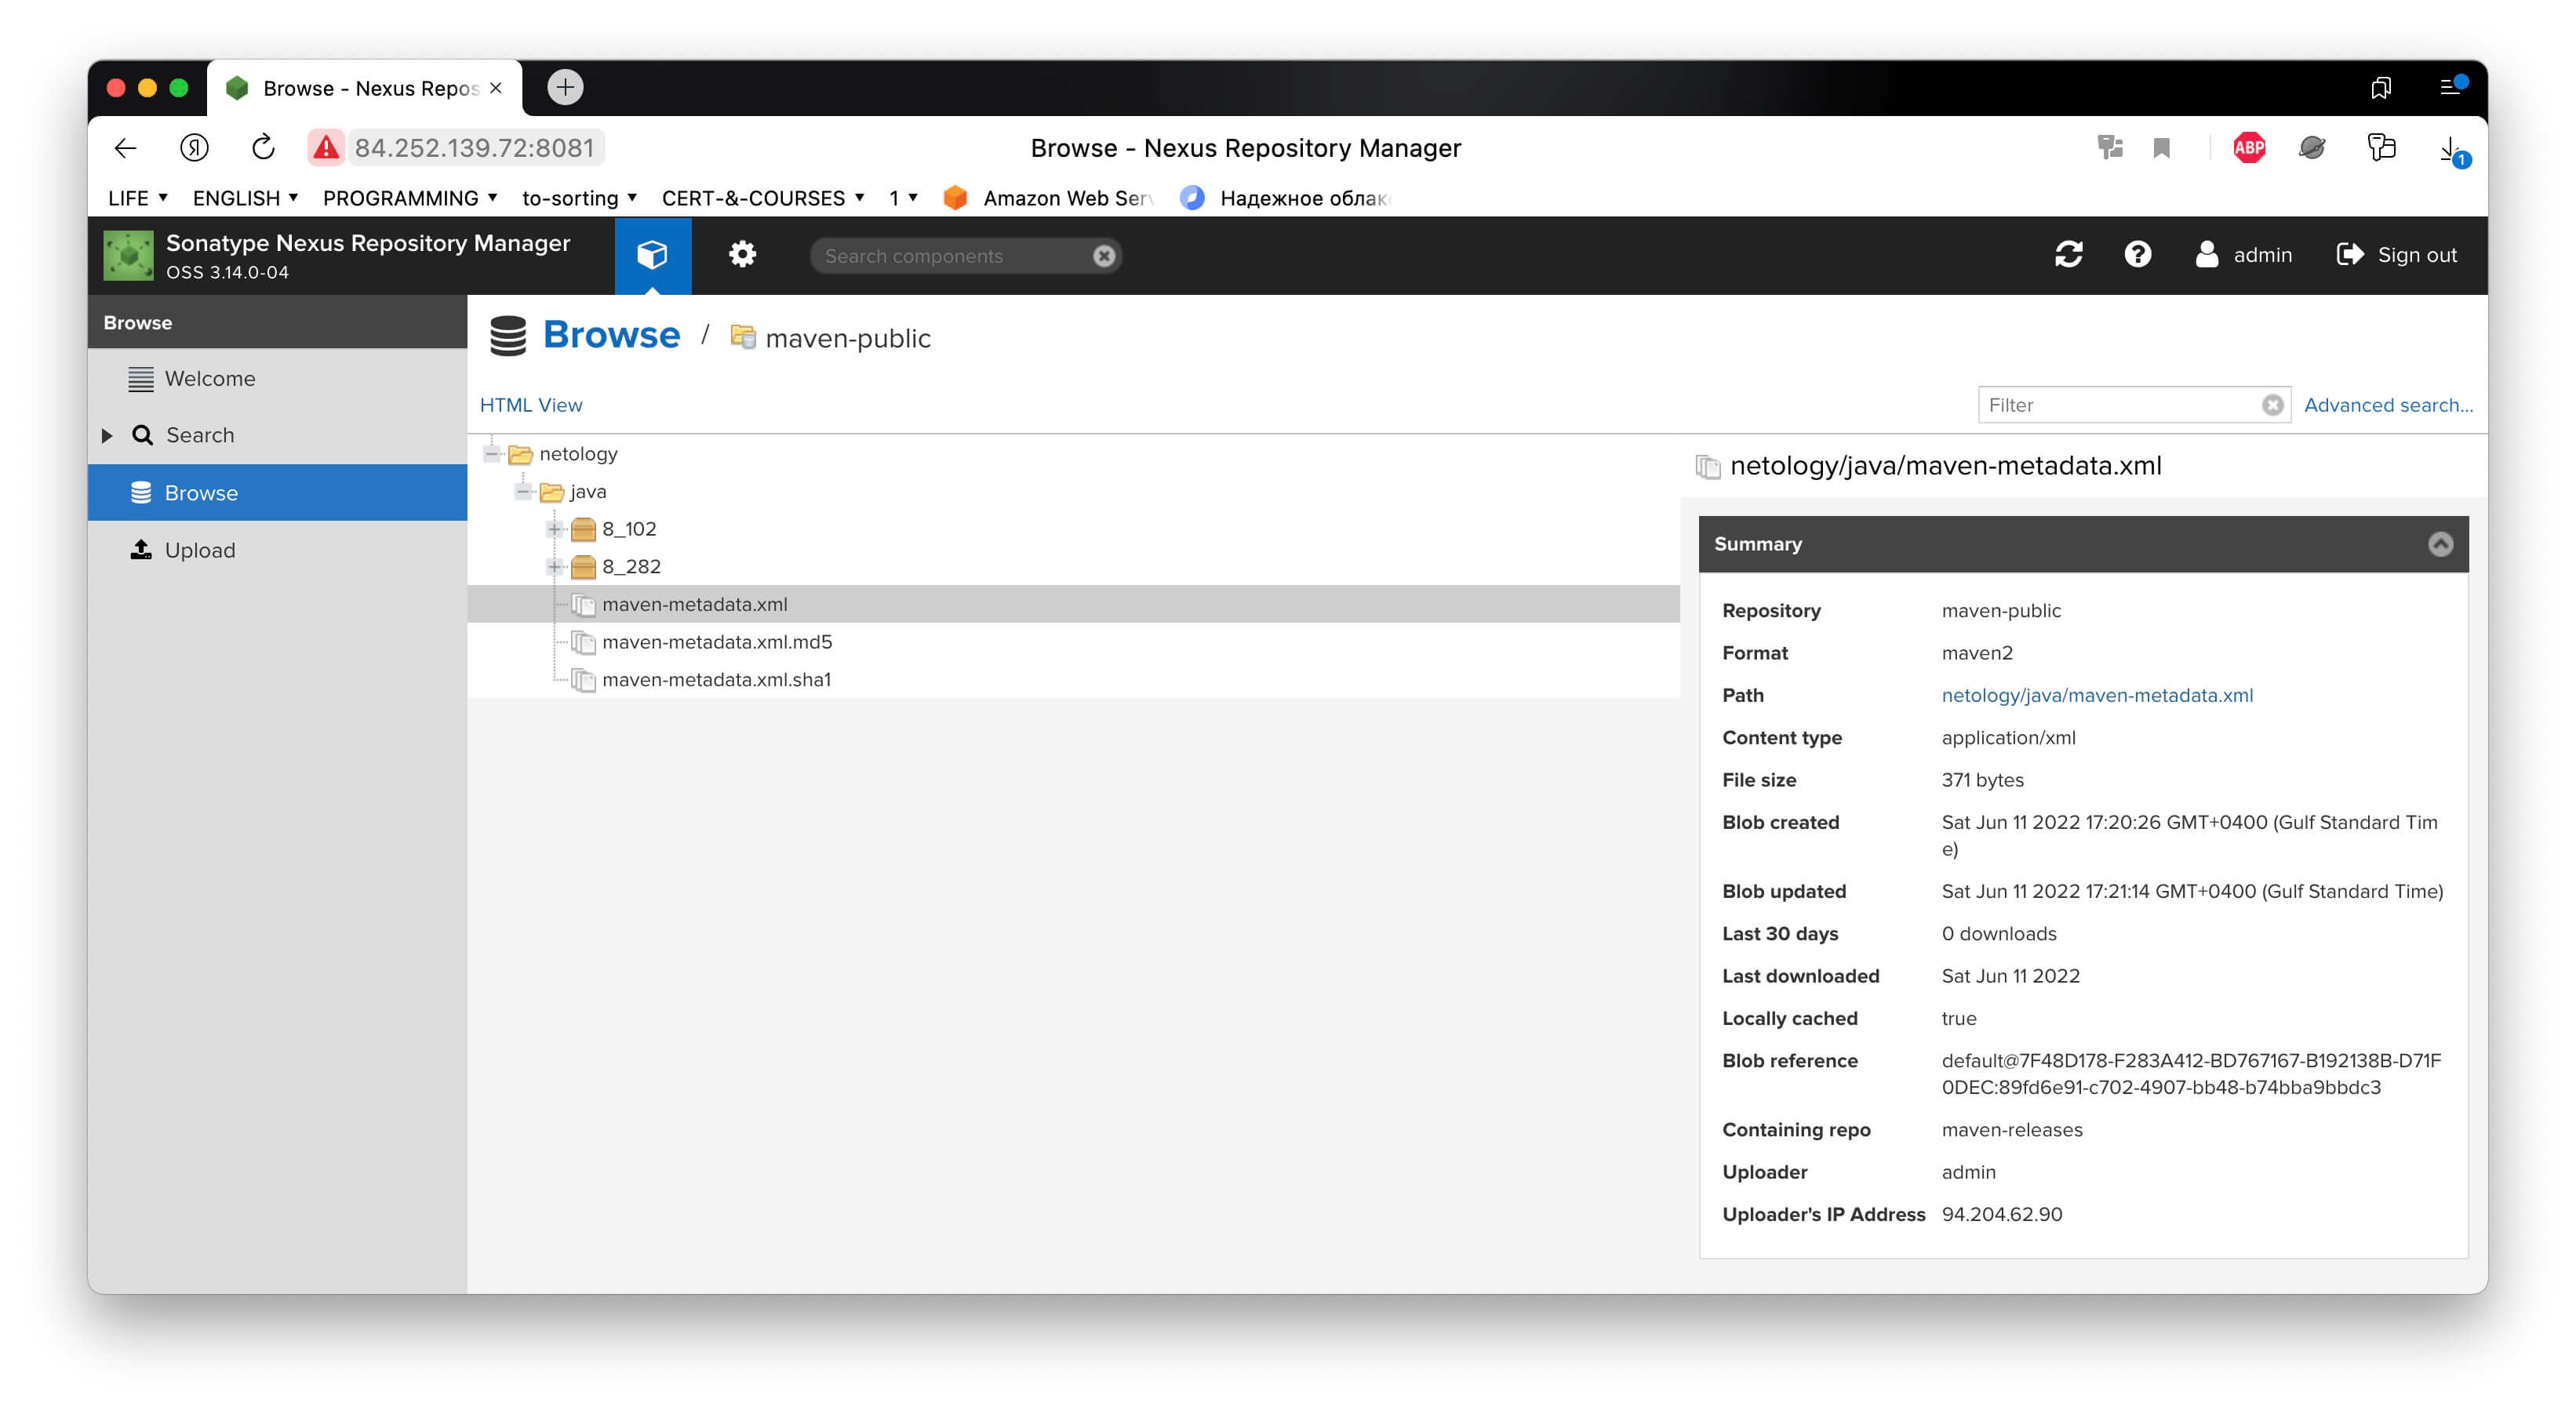 Browse - Nexus Repos
84.252.139.72:8081
Browse - Nexus Repository Manager
ABP
1
LIFE
ENGLISH
PROGRAMMING
to-sorting
CERT-&-COURSES
1
Amazon Web Serv
Надежное облак
Sonatype Nexus Repository Manager
OSS 3.14.0-04
Search components
admin
Sign out
Browse
Welcome
Search
Browse
Upload
Browse / maven-public
HTML View
Filter
Advanced search...
netology
java
8_102
8_282
maven-metadata.xml
maven-metadata.xml.md5
maven-metadata.xml.sha1
netology/java/maven-metadata.xml
Summary
Repository maven-public
Format maven2
Path netology/java/maven-metadata.xml
Content type application/xml
File size 371 bytes
Blob created Sat Jun 11 2022 17:20:26 GMT+0400 (Gulf Standard Tim
e)
Blob updated Sat Jun 11 2022 17:21:14 GMT+0400 (Gulf Standard Time)
Last 30 days 0 downloads
Last downloaded Sat Jun 11 2022
Locally cached true
Blob reference default@7F48D178-F283A412-BD767167-B192138B-D71F
0DEC:89fd6e91-c702-4907-bb48-b74bba9bbdc3
Containing repo maven-releases
Uploader admin
Uploader's IP Address 94.204.62.90